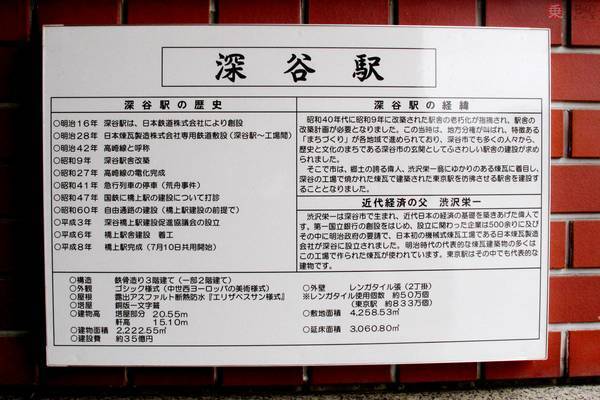 深谷駅
深谷駅の歴史
○明治16年 深谷駅は、日本鉄道株式会社により創設
○明治28年 日本煉瓦製造株式会社専用鉄道敷設(深谷駅〜工場間)
○明治42年 高崎線と呼称
○昭和9年 深谷駅舎改築
○昭和27年 高崎線の電化完成
○昭和41年 急行列車の停車(荒舟事件)
○昭和47年 国鉄に橋上駅の建設について打診
○昭和60年 自由通路の建設(橋上駅建設の前提で)
○平成3年 深谷橋上駅建設促進協議会の設立
○平成6年 橋上駅舎建設 着工
○平成8年 橋上駅完成(7月10日共用開始)
深谷駅の経緯
昭和40年代に昭和9年に改築された駅舎の老朽化が指摘され、駅舎の
改築計画が必要となりました。この当時は、地方分権が叫ばれ、特徴ある
「まちづくり」が各地域で進められており、深谷市でも多くの人々から、
歴史と文化のまちである深谷市の玄関としてふさわしい駅舎の建設が求め
られました。
そこで市は、郷土の誇る偉人、渋沢栄一翁にゆかりのある煉瓦に着目し、
深谷の工場で焼かれた煉瓦で建築された東京駅を彷彿させる駅舎を建設す
ることとなりました。
近代経済の父 渋沢栄一
渋沢栄一は深谷市で生まれ、近代日本の経済の基礎を築きあげた偉人で
す。第一国立銀行の創設をはじめ、設立に関わった企業は500余りに及び
その中に明治政府の要請で、日本初の機械式煉瓦工場である日本煉瓦製造
会社が深谷に設立されました。明治時代の代表的な煉瓦建築物の多くは
この工場で作られた煉瓦が使われています。東京駅はその中でも代表的な
建物です。
○構造 鉄骨造り3階建て(一部2階建て)
○外観 ゴシック様式(中世西ヨーロッパの美術様式)
○屋根 露出アスファルト断熱防水『エリザベスサン様式』
○塔屋 銅版一文字葺
○建物高 塔屋部分 20.55m
軒高 15.10m
○建物面積 2,222.55㎡
○建設費 約35億円
○外壁 レンガタイル張(2丁掛)
※レンガタイル使用個数 約50万個
(東京駅 約833万個)
○敷地面積 4,258.53㎡
○延床面積 3,060.80㎡